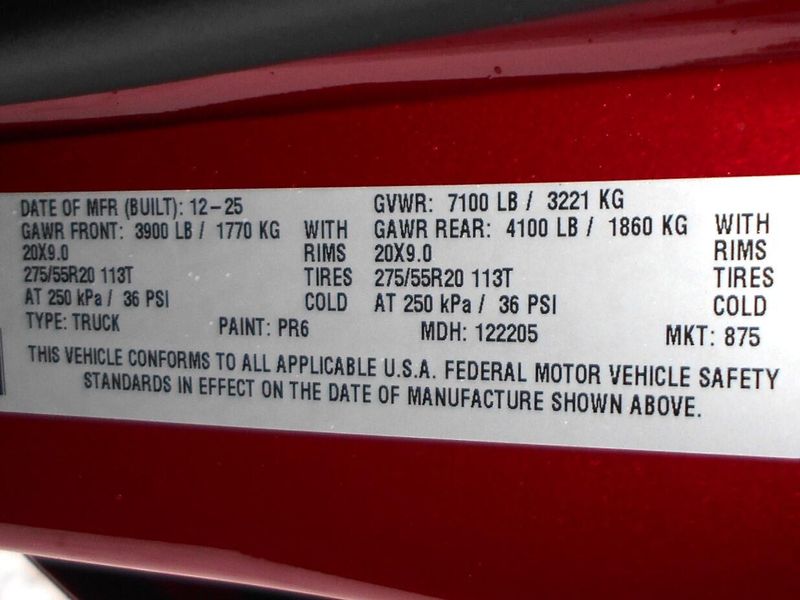 DATE OF MFR (BUILT): 12-25 GVWR: 7100 LB / 3221 KG
GAWR FRONT: 3900 LB / 1770 KG WITH GAWR REAR: 4100 LB / 1860 KG WITH
20X9.0 RIMS 20X9.0 RIMS
275/55R20 113T TIRES 275/55R20 113T TIRES
AT 250 kPa / 36 PSI COLD AT 250 kPa / 36 PSI COLD
TYPE: TRUCK PAINT: PR6 MDH: 122205 MKT: 875
THIS VEHICLE CONFORMS TO ALL APPLICABLE U.S.A. FEDERAL MOTOR VEHICLE SAFETY
STANDARDS IN EFFECT ON THE DATE OF MANUFACTURE SHOWN ABOVE.